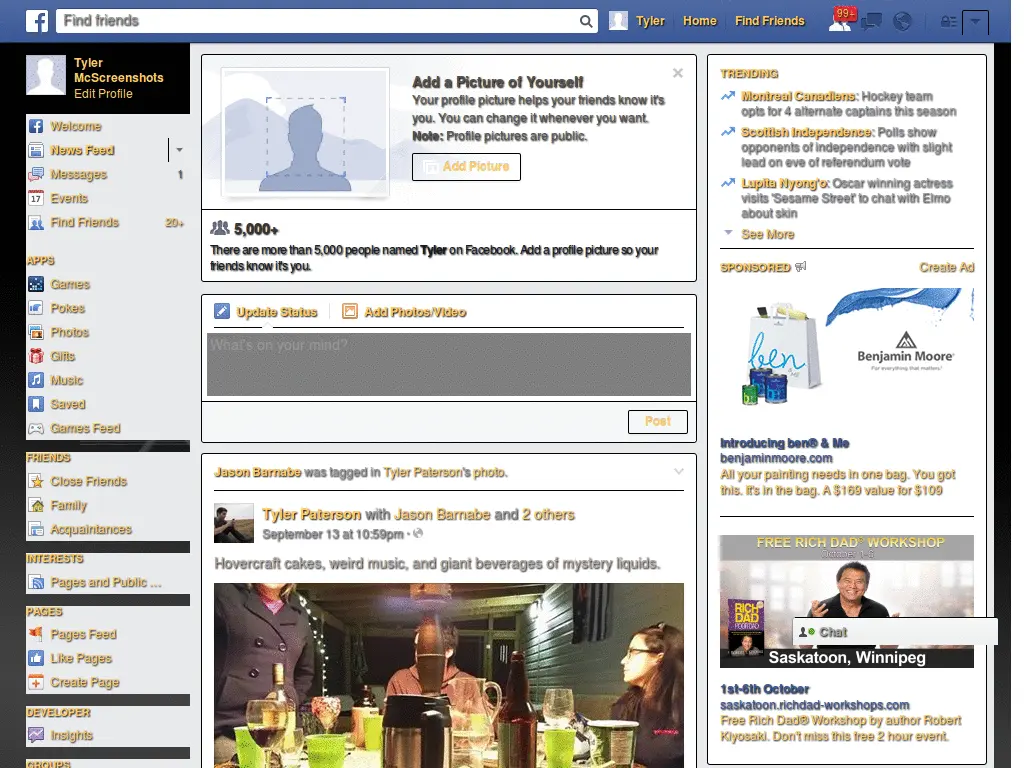 Find friends
Tyler
Home
Find Friends
99+
Tyler
McScreenshots
Edit Profile
Welcome
News Feed
Messages 1
Events
Find Friends 20+
APPS
Games
Pokes
Photos
Gifts
Music
Saved
Games Feed
FRIENDS
Close Friends
Family
Acquaintances
INTERESTS
Pages and Public ...
PAGES
Pages Feed
Like Pages
Create Page
DEVELOPER
Insights
GROUPS
Add a Picture of Yourself
Your profile picture helps your friends know it's
you. You can change it whenever you want.
Note: Profile pictures are public.
Add Picture
5,000+
There are more than 5,000 people named Tyler on Facebook. Add a profile picture so your
friends know it's you.
Update Status
Add Photos/Video
What's on your mind?
Post
Jason Barnabe was tagged in Tyler Paterson's photo.
Tyler Paterson with Jason Barnabe and 2 others
September 13 at 10:59pm ·
Hovercraft cakes, weird music, and giant beverages of mystery liquids.
TRENDING
Montreal Canadiens: Hockey team
opts for 4 alternate captains this season
Scottish Independence: Polls show
opponents of independence with slight
lead on eve of referendum vote
Lupita Nyong'o: Oscar winning actress
visits 'Sesame Street' to chat with Elmo
about skin
See More
SPONSORED
Create Ad
ben
Benjamin Moore
For everything that matters.
Introducing ben® & Me
benjaminmoore.com
All your painting needs in one bag. You got
this. It's in the bag. A $169 value for $109
FREE RICH DAD® WORKSHOP
October 1-6
RICH
DAD
POOR DAD
Chat
Saskatoon, Winnipeg
1st-6th October
saskatoon.richdad-workshops.com
Free Rich Dad® Workshop by author Robert
Kiyosaki. Don't miss this free 2 hour event.